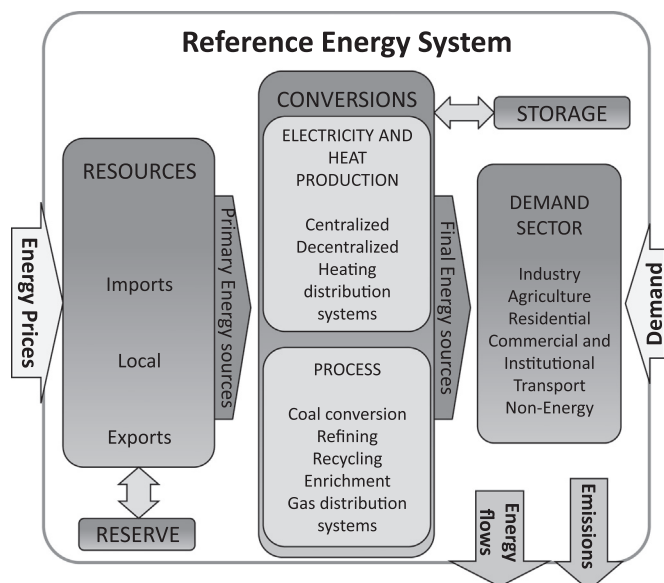 Reference Energy System
Energy Prices
RESOURCES
Imports
Local
Exports
RESERVE
Primary Energy sources
CONVERSIONS
ELECTRICITY AND
HEAT
PRODUCTION
Centralized
Decentralized
Heating
distribution
systems
PROCESS
Coal conversion
Refining
Recycling
Enrichment
Gas distribution
systems
Final Energy sources
STORAGE
DEMAND
SECTOR
Industry
Agriculture
Residential
Commercial and
Institutional
Transport
Non-Energy
Demand
Energy
flows
Emissions